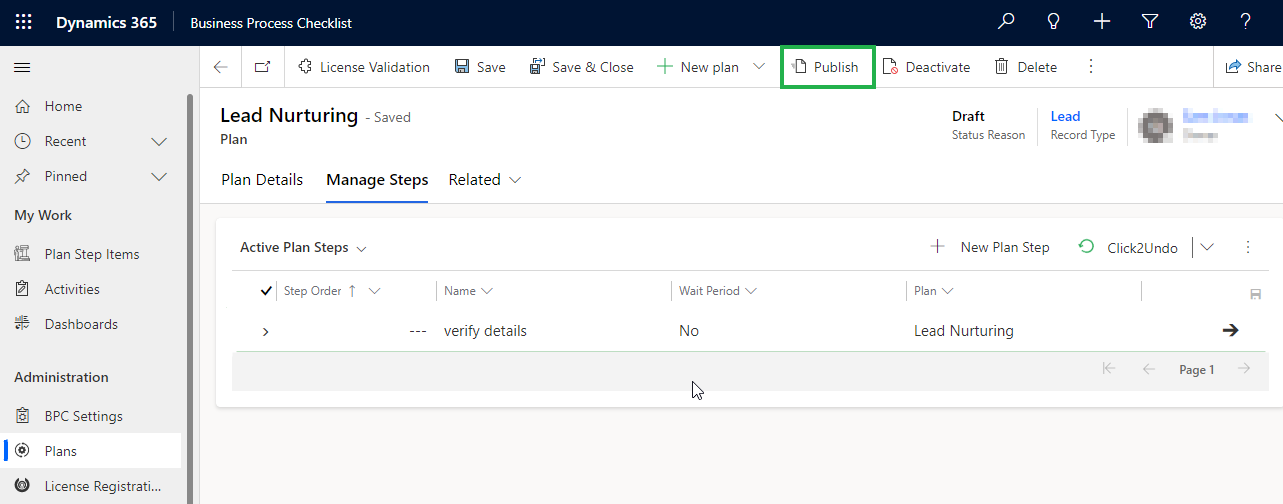 Dynamics 365 Business Process Checklist
License Validation Save Save & Close New plan Publish Deactivate Delete Share
Home
Recent
Pinned
My Work
Plan Step Items
Activities
Dashboards
Administration
BPC Settings
Plans
License Registrati...
Lead Nurturing - Saved
Plan
Draft
Status Reason
Lead
Record Type
Plan Details Manage Steps Related
Active Plan Steps New Plan Step Click2Undo
Step Order Name Wait Period Plan
--- verify details No Lead Nurturing
Page 1